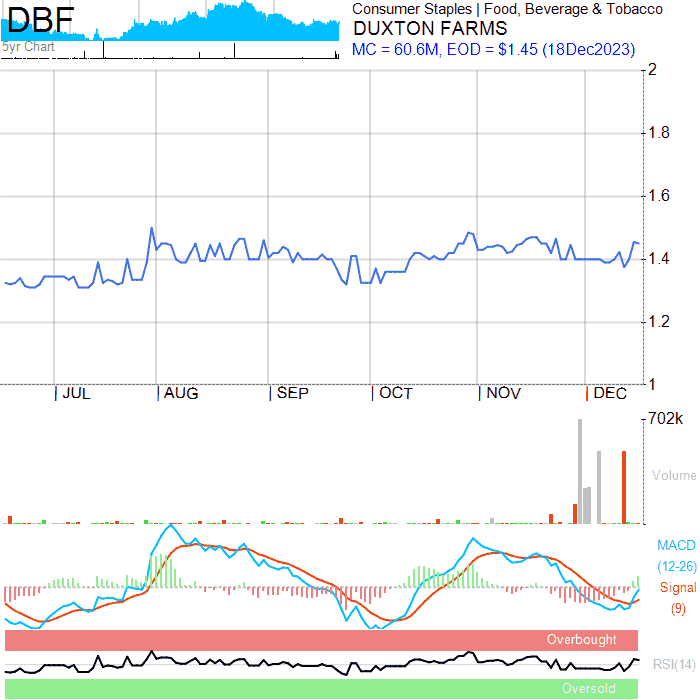 DBF
5yr Chart
Consumer Staples | Food, Beverage & Tobacco
DUXTON FARMS
MC = 60.6M, EOD = $1.45 (18Dec2023)
2
1.8
1.6
1.4
1.2
1
JUL
AUG
SEP
OCT
NOV
DEC
702k
Volume
MACD
(12-26)
Signal
(9)
Overbought
RSI(14)
Oversold